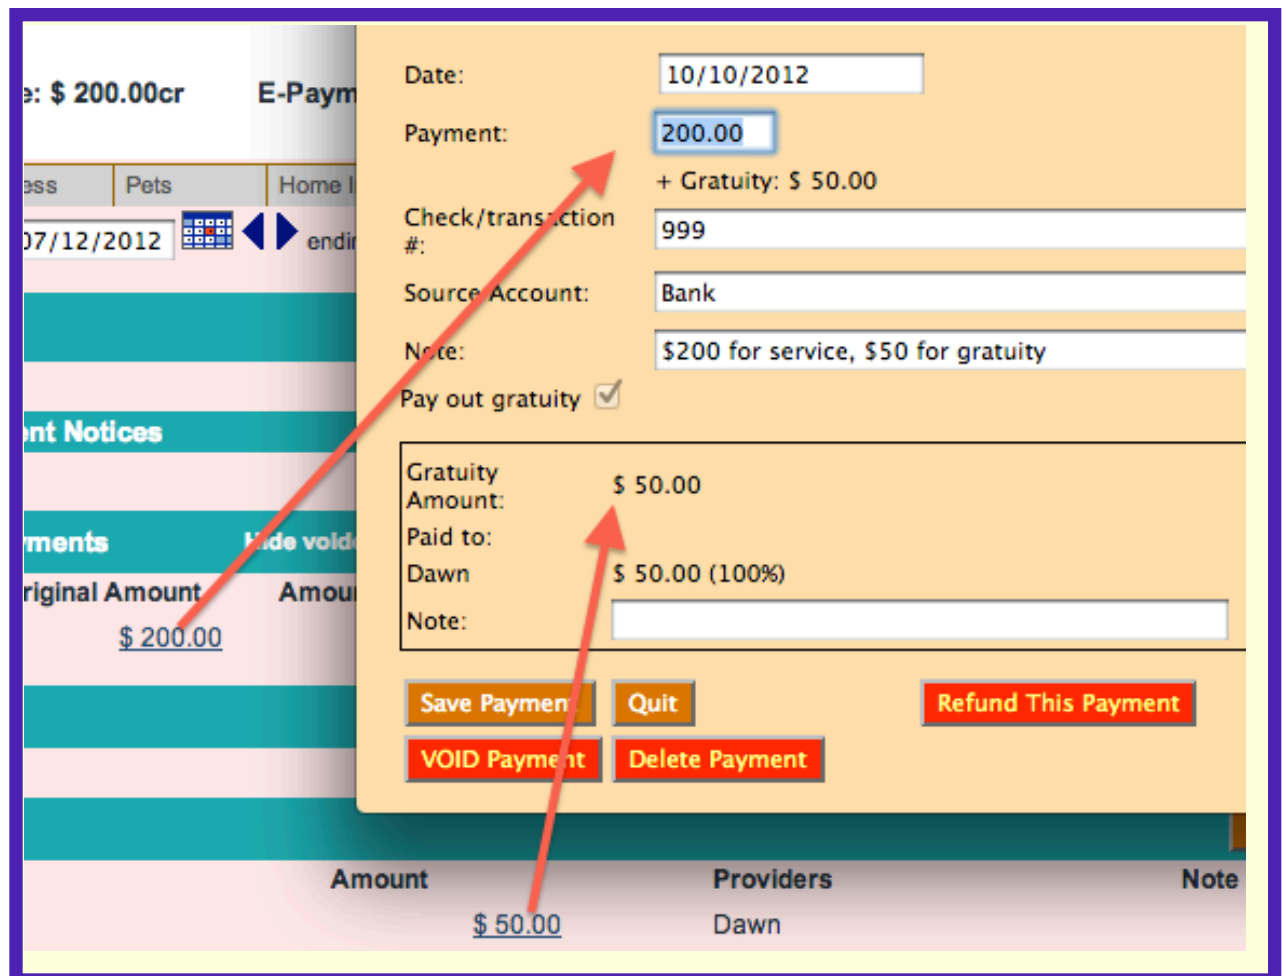 Date: 10/10/2012
e: $ 200.00cr E-Paym
Payment: 200.00
+ Gratuity: $ 50.00
ess Pets Home I
Check/transaction
#: 999
07/12/2012 endin
Source Account: Bank
Note: $200 for service, $50 for gratuity
Pay out gratuity
ent Notices
Gratuity
Amount: $ 50.00
Paid to:
yments Hide voide
Dawn $ 50.00 (100%)
riginal Amount Amoun
Note:
$ 200.00
Save Payment Quit Refund This Payment
VOID Payment Delete Payment
Amount Providers Note
$ 50.00 Dawn